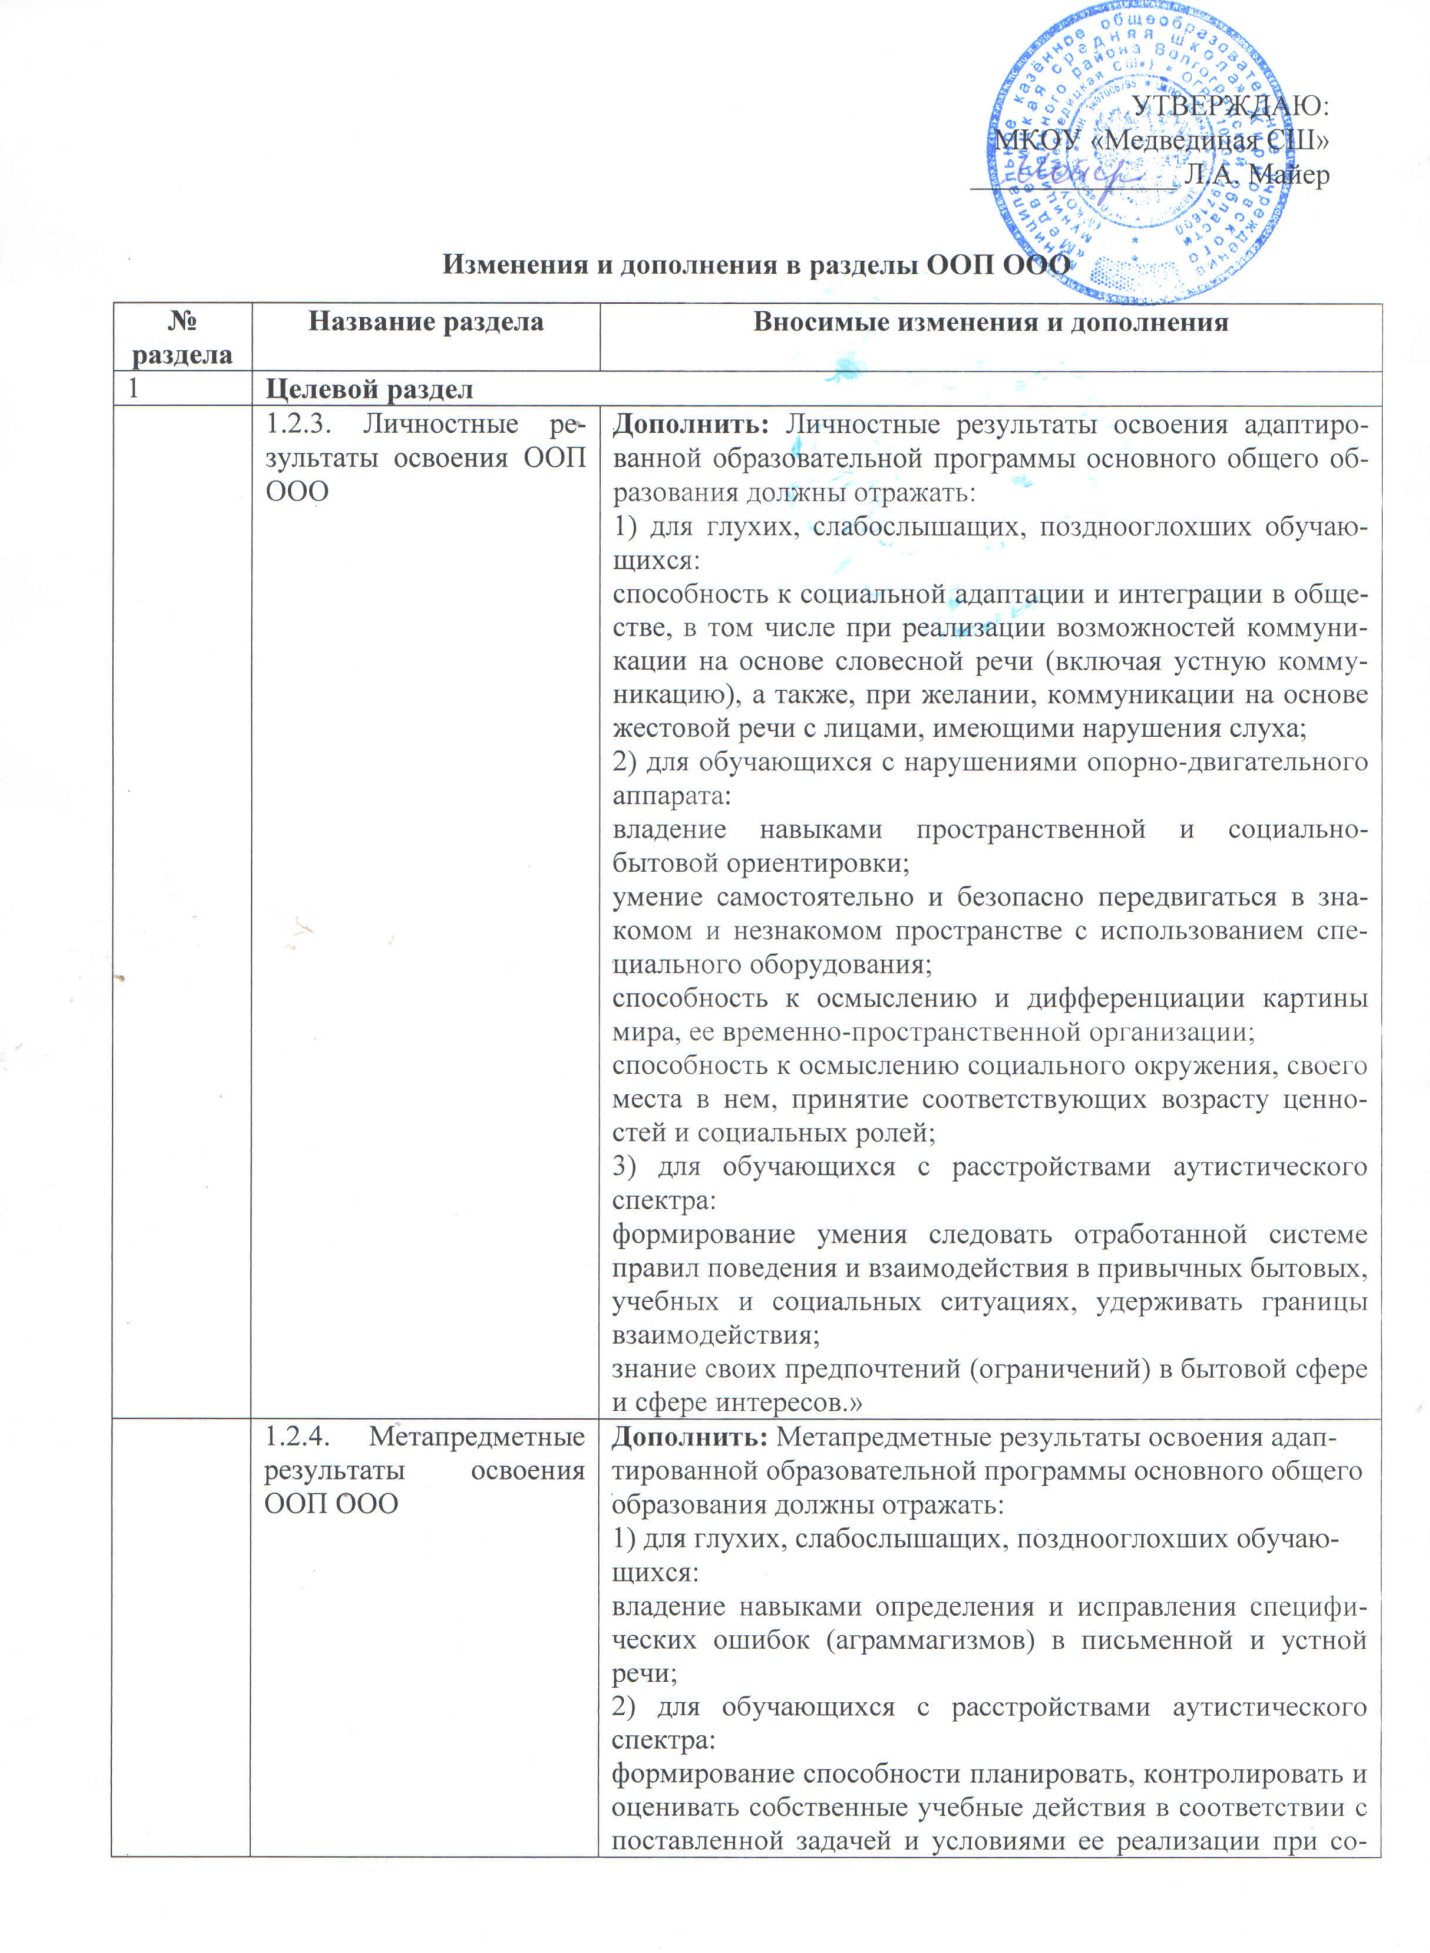 УТВЕРЖДАЮ:
МКОУ «Медведицая СШ»
Л.А. Майер
Изменения и дополнения в разделы ООП ООО
№ раздела
Название раздела
Вносимые изменения и дополнения
1
Целевой раздел
1.2.3. Личностные ре-
зультаты освоения ООП
ООО
Дополнить: Личностные результаты освоения адаптиро-
ванной образовательной программы основного общего об-
разования должны отражать:
1) для глухих, слабослышащих, позднооглохших обучаю-
щихся:
способность к социальной адаптации и интеграции в обще-
стве, в том числе при реализации возможностей коммуни-
кации на основе словесной речи (включая устную комму-
никацию), а также, при желании, коммуникации на основе
жестовой речи с лицами, имеющими нарушения слуха;
2) для обучающихся с нарушениями опорно-двигательного
аппарата:
владение навыками пространственной и социально-
бытовой ориентировки;
умение самостоятельно и безопасно передвигаться в зна-
комом и незнакомом пространстве с использованием спе-
циального оборудования;
способность к осмыслению и дифференциации картины
мира, ее временно-пространственной организации;
способность к осмыслению социального окружения, своего
места в нем, принятие соответствующих возрасту ценно-
стей и социальных ролей;
3) для обучающихся с расстройствами аутистического
спектра:
формирование умения следовать отработанной системе
правил поведения и взаимодействия в привычных бытовых,
учебных и социальных ситуациях, удерживать границы
взаимодействия;
знание своих предпочтений (ограничений) в бытовой сфере
и сфере интересов.»
1.2.4. Метапредметные
результаты освоения
ООП ООО
Дополнить: Метапредметные результаты освоения адап-
тированной образовательной программы основного общего
образования должны отражать:
1) для глухих, слабослышащих, позднооглохших обучаю-
щихся:
владение навыками определения и исправления специфи-
ческих ошибок (аграммагизмов) в письменной и устной
речи;
2) для обучающихся с расстройствами аутистического
спектра:
формирование способности планировать, контролировать и
оценивать собственные учебные действия в соответствии с
поставленной задачей и условиями ее реализации при со-